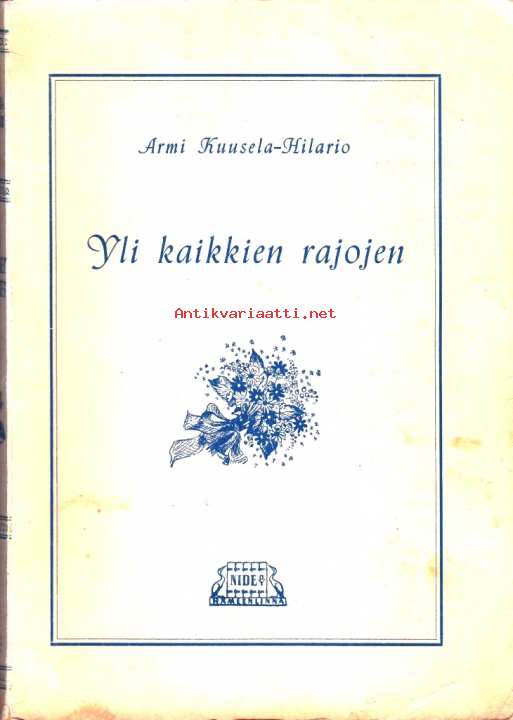 Armi Kuusela-Hilario
Yli kaikkien rajojen
Antikvariaatti.net
NIDE
HÄMEENLINNA